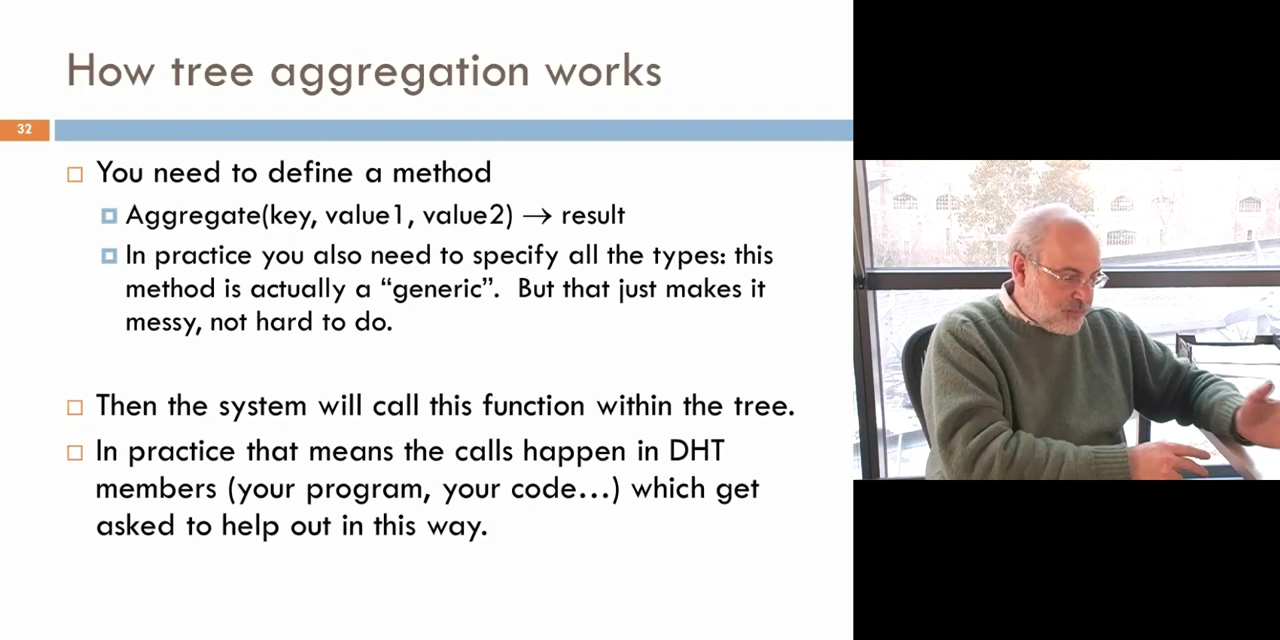 How tree aggregation works
32
You need to define a method
Aggregate(key, value1, value2) → result
In practice you also need to specify all the types: this
method is actually a “generic”.  But that just makes it
messy, not hard to do.
Then the system will call this function within the tree.
In practice that means the calls happen in DHT
members (your program, your code…) which get
asked to help out in this way.